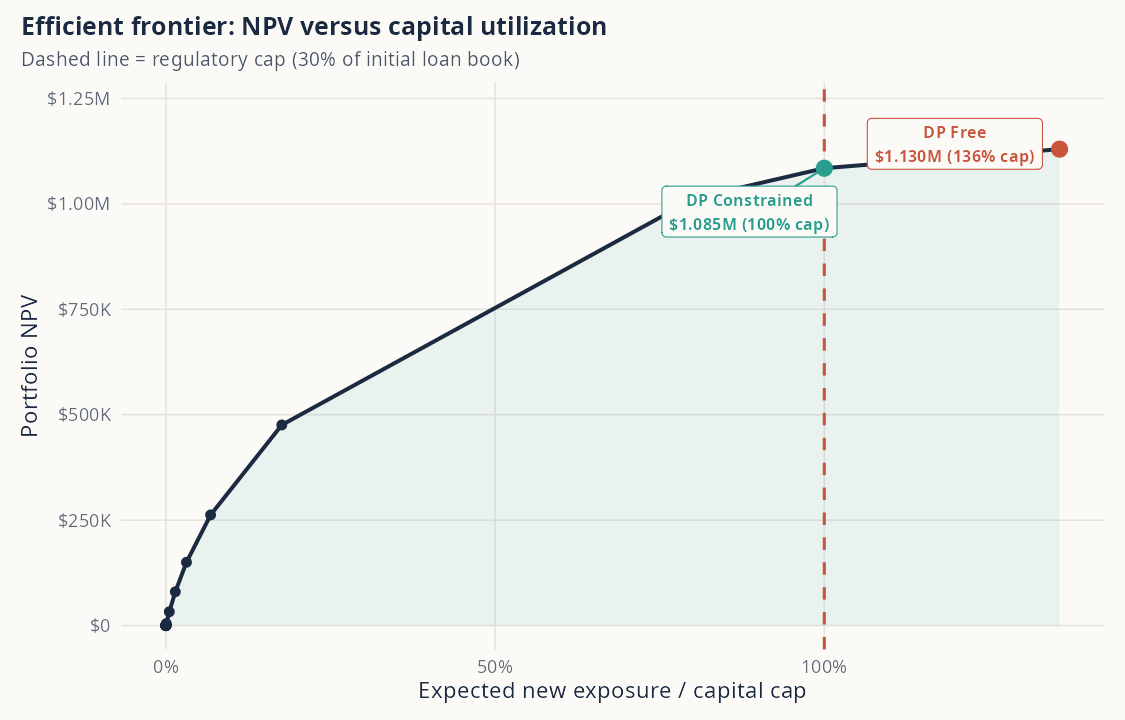 Efficient frontier: NPV versus capital utilization
Dashed line = regulatory cap (30% of initial loan book)
$1.25M
$1.00M
$750K
$500K
$250K
$0
Portfolio NPV
DP Free
$1.130M (136% cap)
DP Constrained
$1.085M (100% cap)
0%
50%
100%
Expected new exposure / capital cap